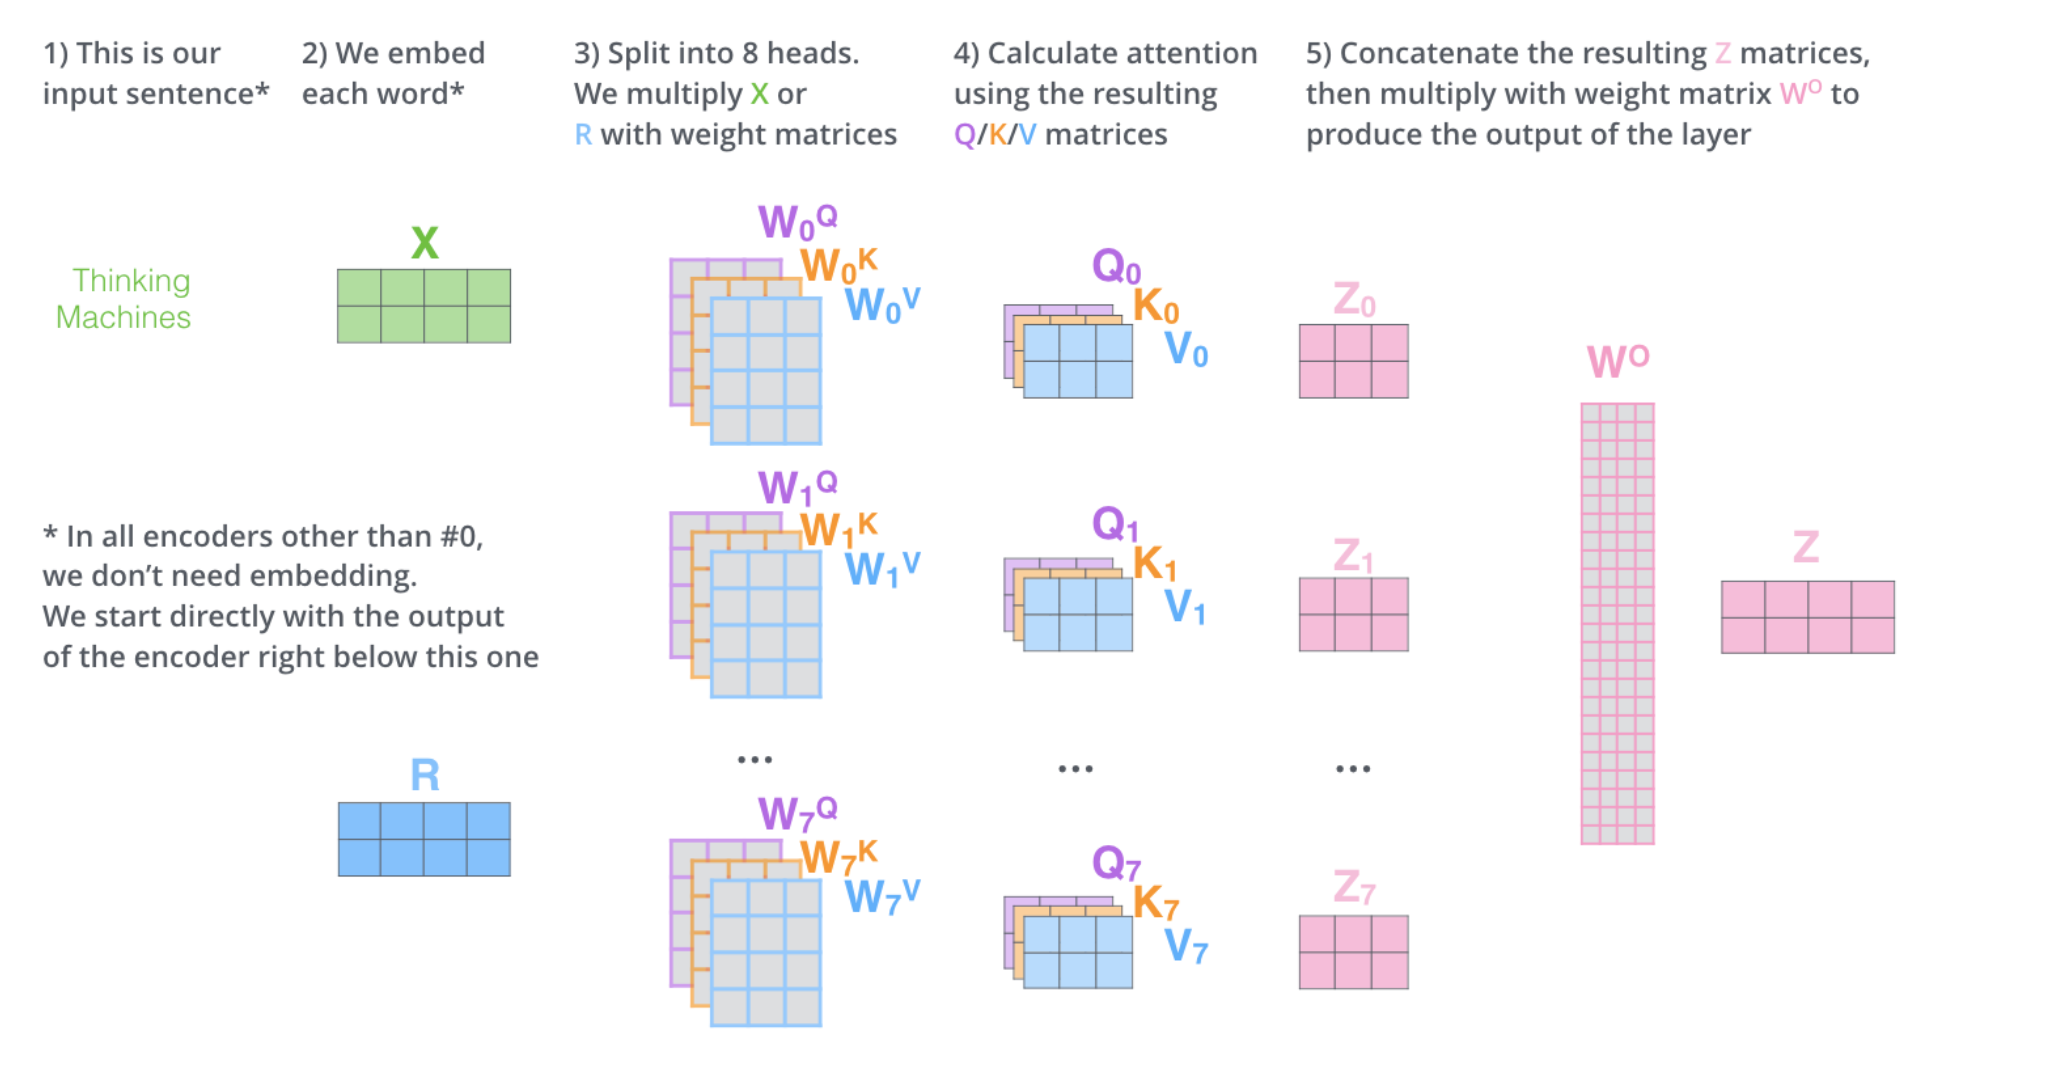 1) This is our
input sentence*
2) We embed
each word*
3) Split into 8 heads.
We multiply X or
R with weight matrices
4) Calculate attention
using the resulting
Q/K/V matrices
5) Concatenate the resulting Z matrices,
then multiply with weight matrix Wᴼ to
produce the output of the layer
Thinking
Machines
X
W₀Q
W₀K
W₀V
Q₀
K₀
V₀
Z₀
Wᴼ
* In all encoders other than #0,
we don’t need embedding.
We start directly with the output
of the encoder right below this one
W₁Q
W₁K
W₁V
Q₁
K₁
V₁
Z₁
Z
...
...
...
R
W₇Q
W₇K
W₇V
Q₇
K₇
V₇
Z₇